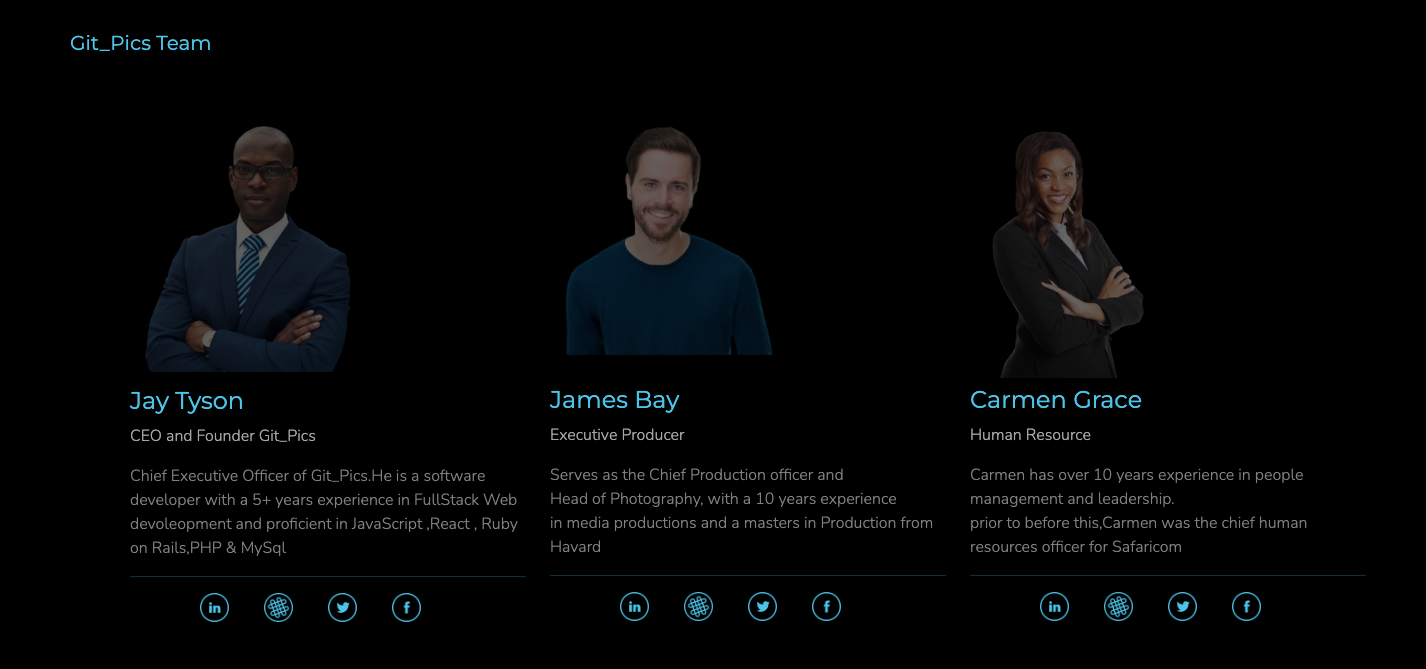 Git_Pics Team
Jay Tyson
CEO and Founder Git_Pics
Chief Executive Officer of Git_Pics.He is a software
developer with a 5+ years experience in FullStack Web
devoleopment and proficient in JavaScript ,React , Ruby
on Rails,PHP & MySql
in
f
James Bay
Executive Producer
Serves as the Chief Production officer and
Head of Photography, with a 10 years experience
in media productions and a masters in Production from
Havard
in
f
Carmen Grace
Human Resource
Carmen has over 10 years experience in people
management and leadership.
prior to before this,Carmen was the chief human
resources officer for Safaricom
in
f